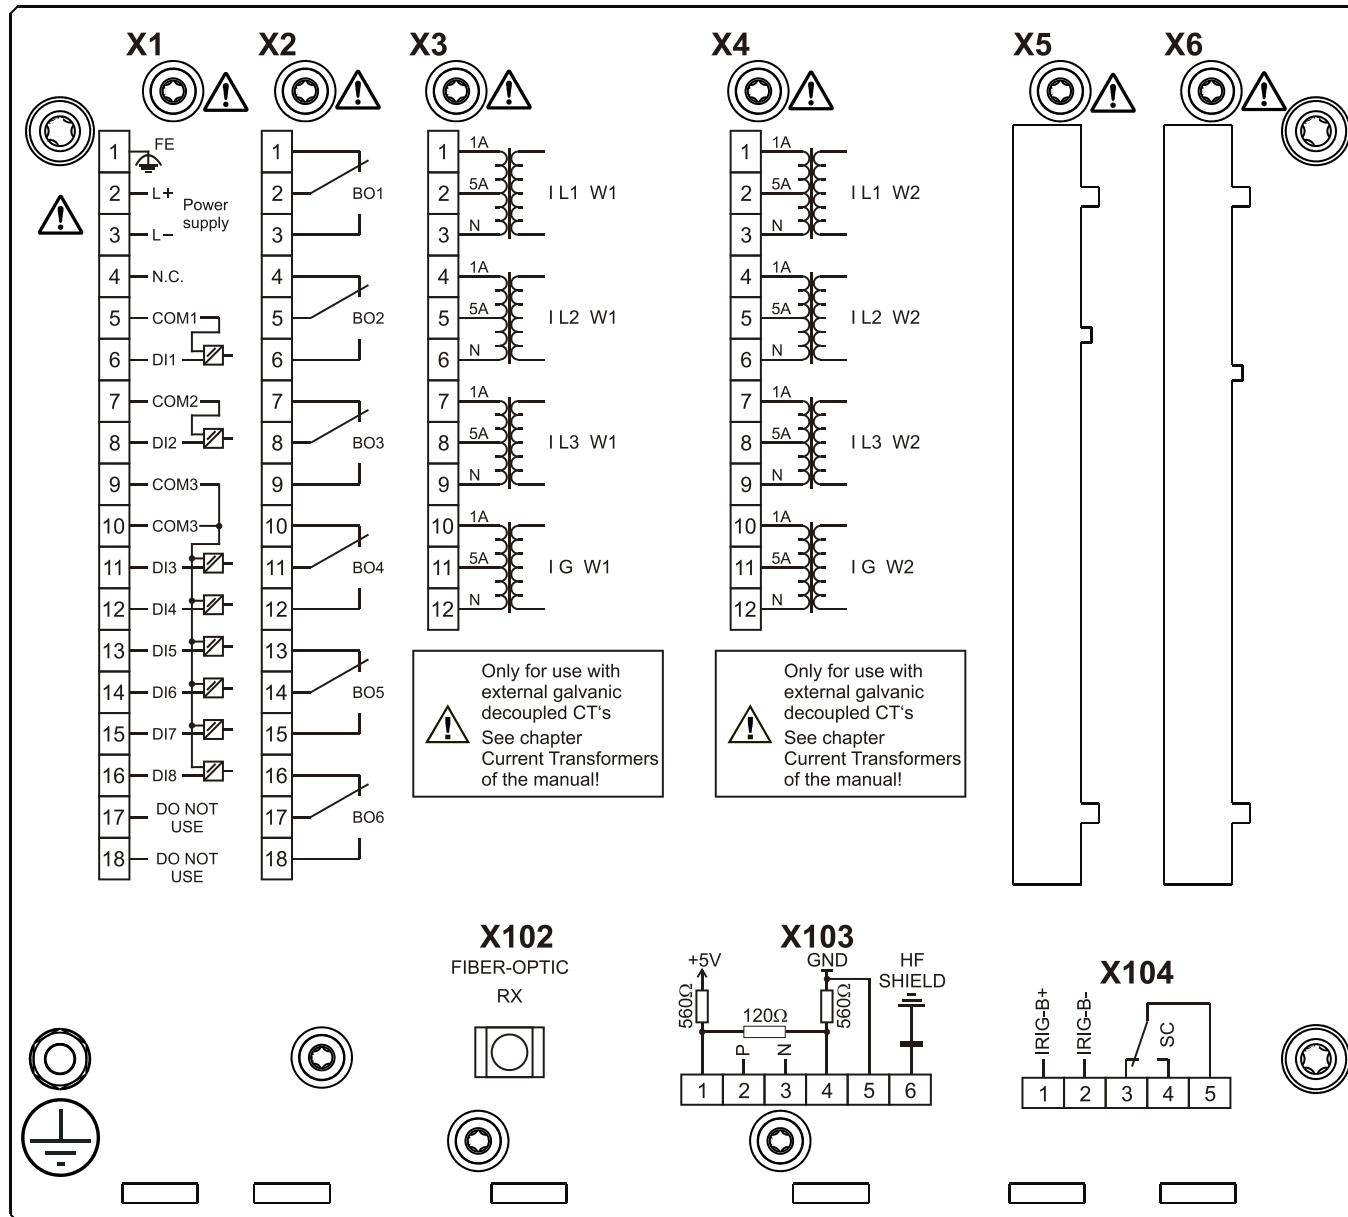 X1 X2 X3 X4 X5 X6
1 FE
2 L+
Power
supply
3 L–
4 N.C.
5 COM1
6 DI1
7 COM2
8 DI2
9 COM3
10 COM3
11 DI3
12 DI4
13 DI5
14 DI6
15 DI7
16 DI8
17 DO NOT
USE
18 DO NOT
USE
1
2 BO1
3
4
5 BO2
6
7
8 BO3
9
10
11 BO4
12
13
14 BO5
15
16
17 BO6
18
1 1A
2 5A I L1 W1
3 N
4 1A
5 5A I L2 W1
6 N
7 1A
8 5A I L3 W1
9 N
10 1A
11 5A I G W1
12 N
Only for use with
external galvanic
decoupled CT‘s
See chapter
Current Transformers
of the manual!
1 1A
2 5A I L1 W2
3 N
4 1A
5 5A I L2 W2
6 N
7 1A
8 5A I L3 W2
9 N
10 1A
11 5A I G W2
12 N
Only for use with
external galvanic
decoupled CT‘s
See chapter
Current Transformers
of the manual!
X102
FIBER-OPTIC
RX
X103
+5V GND HF
SHIELD
560Ω 120Ω 560Ω
P N
1 2 3 4 5 6
X104
IRIG-B+ IRIG-B- SC
1 2 3 4 5